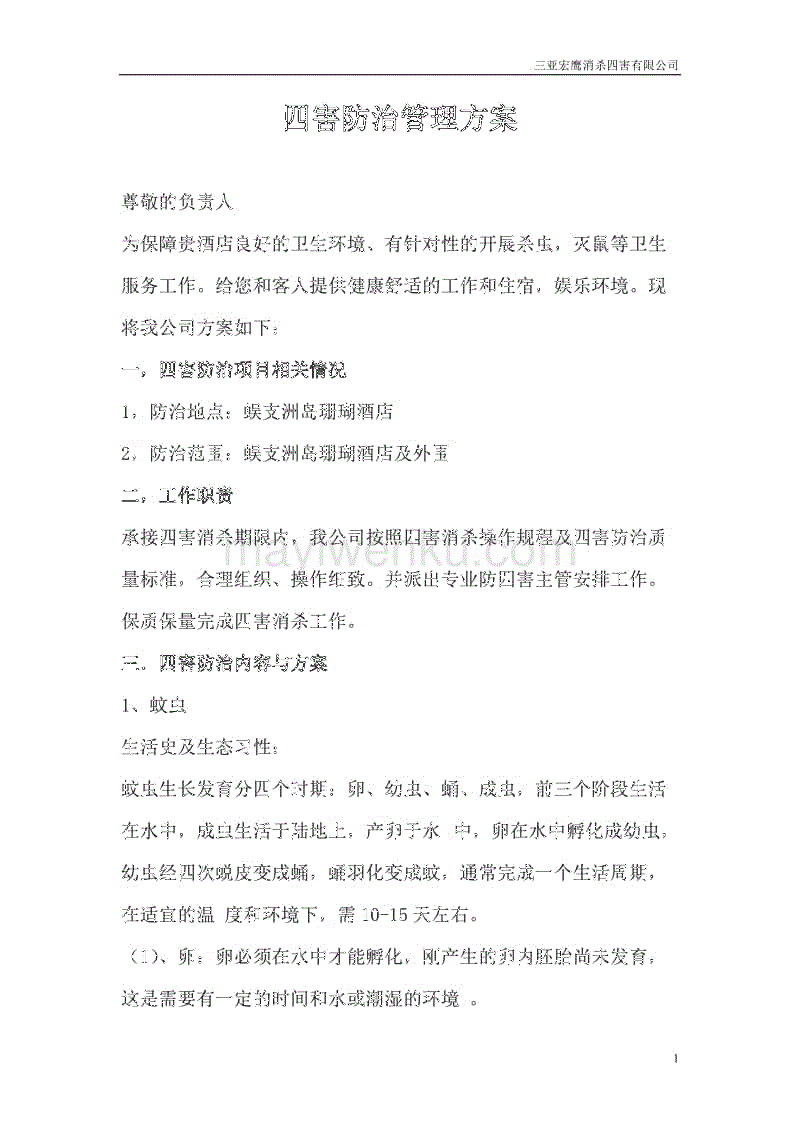 三亚宏鹰消杀四害有限公司
四害防治管理方案
尊敬的负责人
为保障贵酒店良好的卫生环境、有针对性的开展杀虫，灭鼠等卫生
服务工作。给您和客人提供健康舒适的工作和住宿，娱乐环境。现
将我公司方案如下：
一，四害防治项目相关情况
1，防治地点：蜈支洲岛珊瑚酒店
2，防治范围：蜈支洲岛珊瑚酒店及外围
二，工作职责
承接四害消杀期限内，我公司按照四害消杀操作规程及四害防治质
量标准，合理组织、操作细致。并派出专业防四害主管安排工作。
保质保量完成四害消杀工作。
mayiwenku.com
三．四害防治内容与方案
1、蚊虫
生活史及生态习性：
蚊虫生长发育分四个时期：卵、幼虫、蛹、成虫，前三个阶段生活
在水中，成虫生活于陆地上，产卵于水 中，卵在水中孵化成幼虫，
幼虫经四次蜕皮变成蛹，蛹羽化变成蚊，通常完成一个生活周期，
在适宜的温 度和环境下，需10-15天左右。
（1）、卵：卵必须在水中才能孵化，刚产生的卵内胚胎尚未发育，
这是需要有一定的时间和水或潮湿的环境 。
1